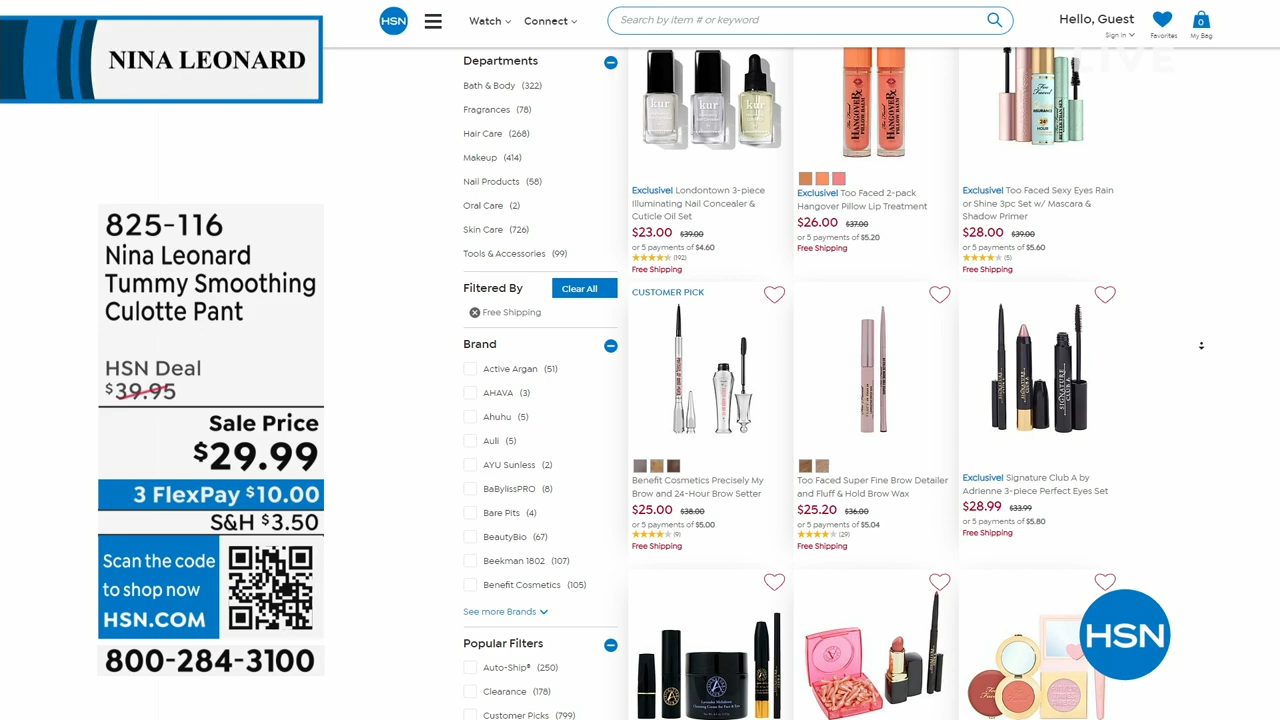 NINA LEONARD
825-116
Nina Leonard
Tummy Smoothing
Culotte Pant
HSN Deal
$39.95
Sale Price
$29.99
3 FlexPay $10.00
S&H $3.50
Scan the code
to shop now
HSN.COM
800-284-3100
HSN
Watch
Connect
Search by item # or keyword
Hello, Guest
Sign In
Favorites
0
My Bag
LIVE
Departments
Bath & Body (322)
Fragrances (78)
Hair Care (268)
Makeup (414)
Nail Products (58)
Oral Care (2)
Skin Care (726)
Tools & Accessories (99)
Filtered By
Clear All
Free Shipping
Brand
Active Argan (51)
AHAVA (3)
Ahuhu (5)
Auli (5)
AYU Sunless (2)
BaBylissPRO (8)
Bare Pits (4)
BeautyBio (67)
Beekman 1802 (107)
Benefit Cosmetics (105)
See more Brands
Popular Filters
Auto-Ship® (250)
Clearance (178)
Customer Picks (799)
kur
kur
kur
Exclusive! Londontown 3-piece
Illuminating Nail Concealer &
Cuticle Oil Set
$23.00 $39.00
or 5 payments of $4.60
(192)
Free Shipping
HANGOVERRX
PILLOW BALM
HANGOVERRX
PILLOW BALM
Exclusive! Too Faced 2-pack
Hangover Pillow Lip Treatment
$26.00 $37.00
or 5 payments of $5.20
Free Shipping
Exclusive! Too Faced Sexy Eyes Rain
or Shine 3pc Set w/ Mascara &
Shadow Primer
$28.00 $39.00
or 5 payments of $5.60
(5)
Free Shipping
CUSTOMER PICK
Benefit Cosmetics Precisely My
Brow and 24-Hour Brow Setter
$25.00 $38.00
or 5 payments of $5.00
(9)
Free Shipping
Too Faced Super Fine Brow Detailer
and Fluff & Hold Brow Wax
$25.20 $36.00
or 5 payments of $5.04
(29)
Free Shipping
SIGNATURE
CLUB A
Exclusive! Signature Club A by
Adrienne 3-piece Perfect Eyes Set
$28.99 $33.99
or 5 payments of $5.80
Free Shipping
HSN